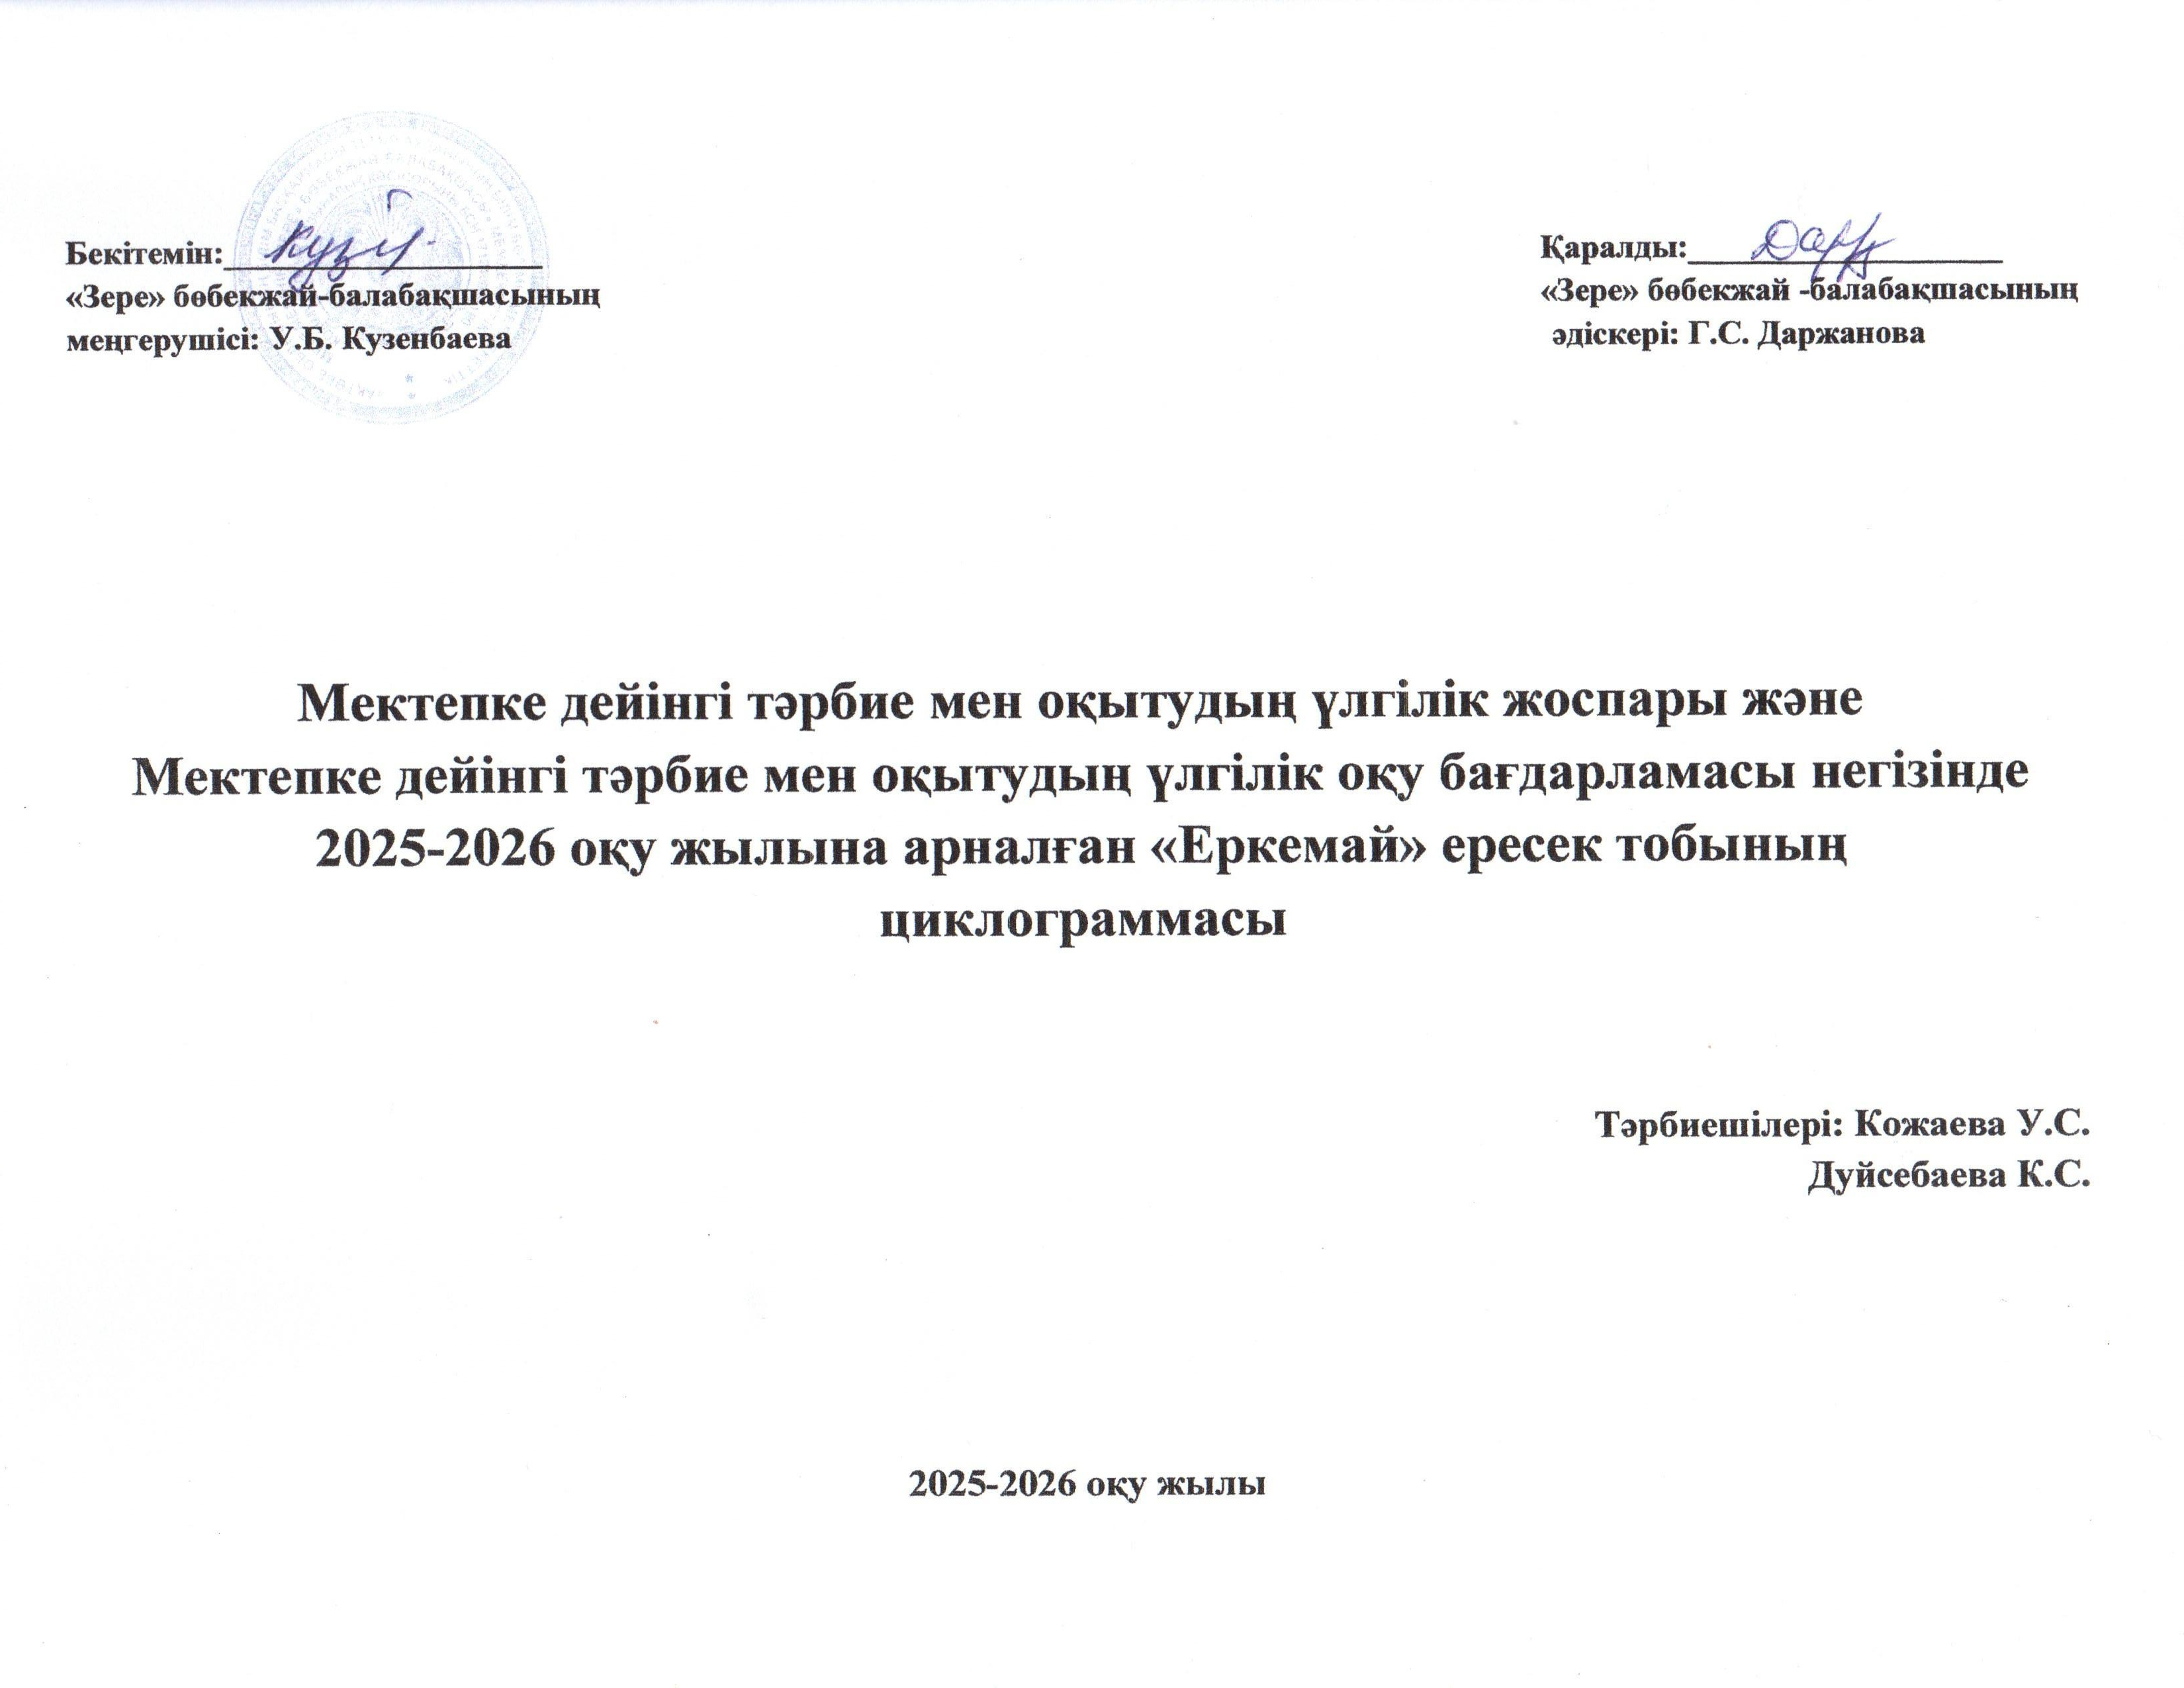 Бекітемін:
«Зере» бөбекжай-балабақшасының
меңгерушісі: У.Б. Кузенбаева
Қаралды:
«Зере» бөбекжай -балабақшасының
әдіскері: Г.С. Даржанова
Мектепке дейінгі тәрбие мен оқытудың үлгілік жоспары және
Мектепке дейінгі тәрбие мен оқытудың үлгілік оқу бағдарламасы негізінде
2025-2026 оқу жылына арналған «Еркемай» ересек тобының
циклограммасы
Тәрбиешілері: Кожаева У.С.
Дуйсебаева К.С.
2025-2026 оқу жылы